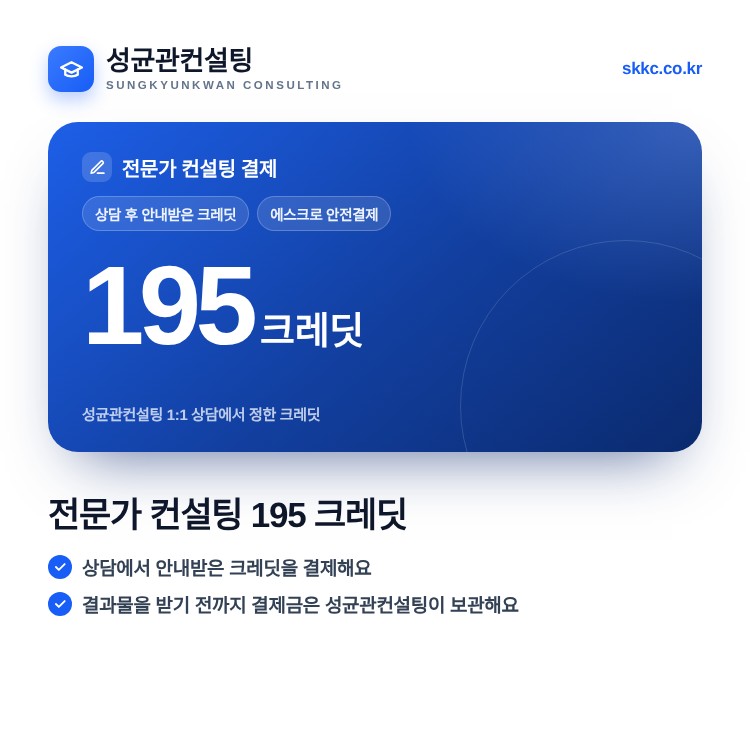 성균관컨설팅
SUNGKYUNKWAN CONSULTING
skkc.co.kr
전문가 컨설팅 결제
상담 후 안내받은 크레딧
에스크로 안전결제
195 크레딧
성균관컨설팅 1:1 상담에서 정한 크레딧
전문가 컨설팅 195 크레딧
상담에서 안내받은 크레딧을 결제해요
결과물을 받기 전까지 결제금은 성균관컨설팅이 보관해요